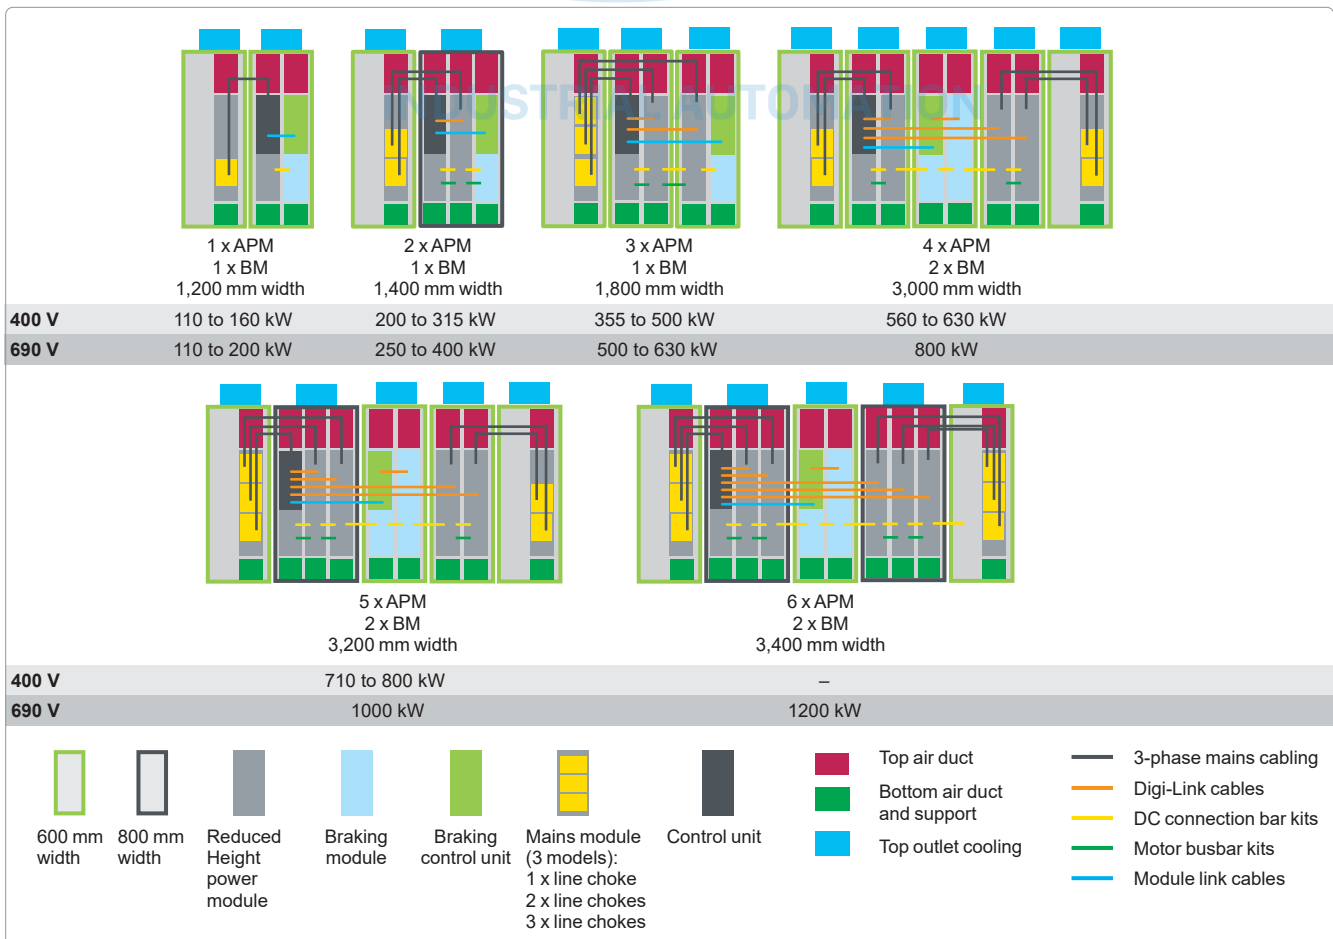 INDUSTRIAL AUTOMATION
1 x APM
1 x BM
1,200 mm width
2 x APM
1 x BM
1,400 mm width
3 x APM
1 x BM
1,800 mm width
4 x APM
2 x BM
3,000 mm width
400 V 110 to 160 kW 200 to 315 kW 355 to 500 kW 560 to 630 kW
690 V 110 to 200 kW 250 to 400 kW 500 to 630 kW 800 kW
5 x APM
2 x BM
3,200 mm width
6 x APM
2 x BM
3,400 mm width
400 V 710 to 800 kW –
690 V 1000 kW 1200 kW
600 mm
width
800 mm
width
Reduced
Height
power
module
Braking
module
Braking
control unit
Mains module
(3 models):
1 x line choke
2 x line chokes
3 x line chokes
Control unit
Top air duct
Bottom air duct
and support
Top outlet cooling
3-phase mains cabling
Digi-Link cables
DC connection bar kits
Motor busbar kits
Module link cables